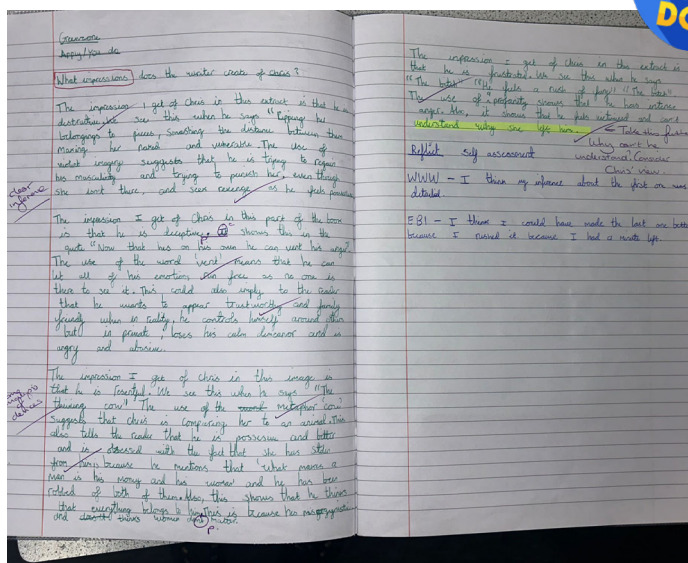 Apply/You do
What impressions does the writer create of chris?
The impression I get of Chris in this extract is that he is
destructive. We see this when he says "Ripping her
belongings to pieces, smashing the distance between them
Making her naked and vulnerable. The use of
violent imagery suggests that he is trying to regain
his masculinity and trying to punish her, even though
she isn't there, and seek revenge as he feels powerless
clear
inference
The impression I get of Chris in this part of the book
is that he is deceptive. It shows this in the
quote "Now that hes on his own he can vent his anger".
The use of the word 'vent' means that he can
let all of his emotions run free as no one is
there to see it. This could also imply to the reader
that he wants to appear trustworthy and family
friendly when in reality, he controls himself around others
but in private, loses his calm demeanor and is
angry and abusive.
The impression I get of Chris in this image is
that he is resentful. We see this when he says "The
thieving cow" The use of the metaphor 'cow'
suggests that chris is comparing her to an animal. This
also tells the reader that he is possessive and bitter
and is obsessed with the fact that she has stolen
from him because he mentions that 'what makes a
man is his money and his woman' and he has been
robbed of both of them. Also, this shows that he thinks
that everything belongs to him. This is because hes
and thinks women dont matter.
of
devices
P.
The impression I get of Chris in this extract is
that he is frustrated. We see this when he says
"The bitch" "He feels a rush of fury" "The bitch"
The use of profanity shows that he has intense
anger. Also, it shows that he feels and can't
understand why she left him.
Take this further
Why can't he
understand? Consider
Chris' view.
Reflect self assessment
WWW - I think my inference about the first one was
detailed.
EBI - I think I could have made the last one better
because I rushed it because I had a minute left.